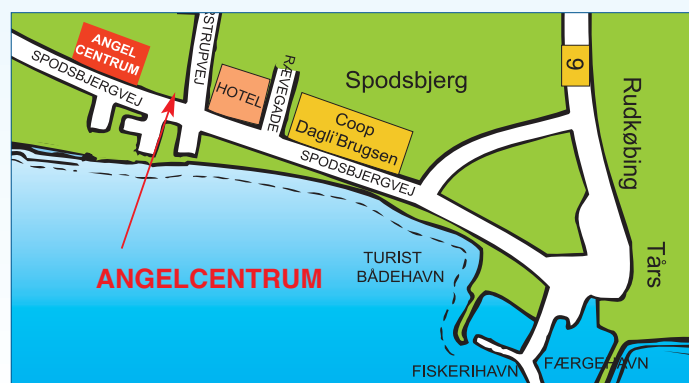 ANGEL
CENTRUM
SPODSBJERGVEJ
STRUPVEJ
HOTEL
RÆVEGADE
Spodsbjerg
Coop
Dagli'Brugsen
SPODSBJERGVEJ
9
Rudkøbing
Tårs
ANGELCENTRUM
TURIST
BÅDEHAVN
FISKERIHAVN
FÆRGEHAVN